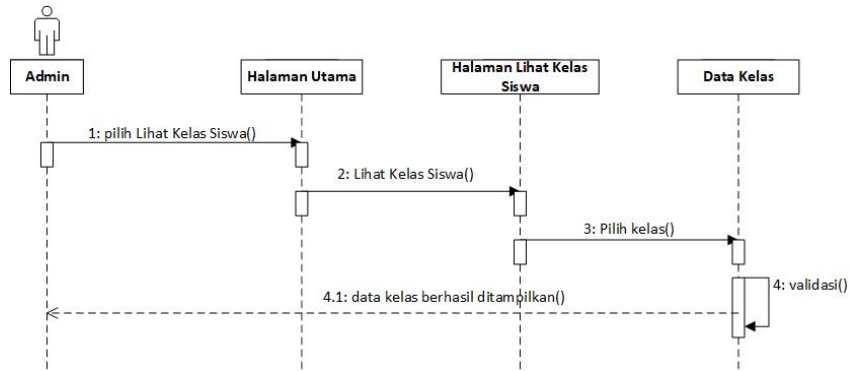 Admin
Halaman Utama
Halaman Lihat Kelas
Siswa
Data Kelas
1: pilih Lihat Kelas Siswa()
2: Lihat Kelas Siswa()
3: Pilih kelas()
4: validasi()
4.1: data kelas berhasil ditampilkan()